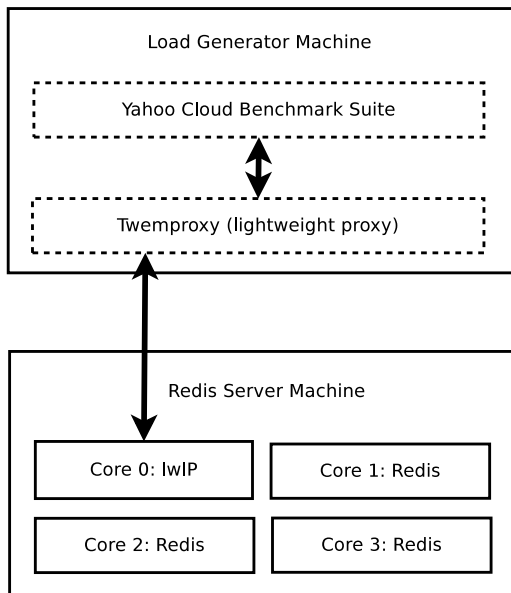 Load Generator Machine
Yahoo Cloud Benchmark Suite
Twemproxy (lightweight proxy)
Redis Server Machine
Core 0: lwIP
Core 1: Redis
Core 2: Redis
Core 3: Redis